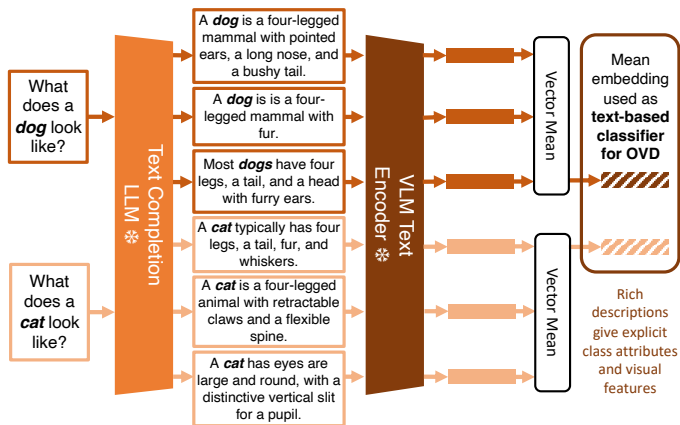 What
does a
dog look
like?
What
does a
cat look
like?
Text Completion
LLM ❄
A dog is a four-legged
mammal with pointed
ears, a long nose, and
a bushy tail.
A dog is is a four-
legged mammal with
fur.
Most dogs have four
legs, a tail, and a head
with furry ears.
A cat typically has four
legs, a tail, fur, and
whiskers.
A cat is a four-legged
animal with retractable
claws and a flexible
spine.
A cat has eyes are
large and round, with a
distinctive vertical slit
for a pupil.
VLM Text
Encoder ❄
Vector Mean
Vector Mean
Mean
embedding
used as
text-based
classifier
for OVD
Rich
descriptions
give explicit
class attributes
and visual
features